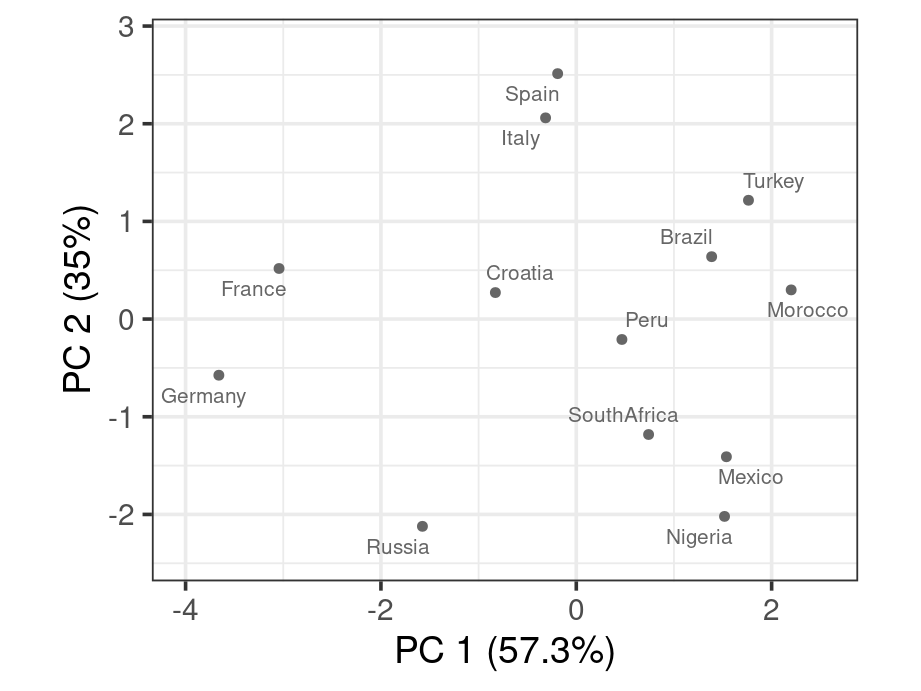 3
Spain
2
Italy
Turkey
1
Brazil
Croatia
France
Morocco
0
Peru
Germany
-1
SouthAfrica
Mexico
-2
Nigeria
Russia
-4
-2
0
2
PC 1 (57.3%)
PC 2 (35%)